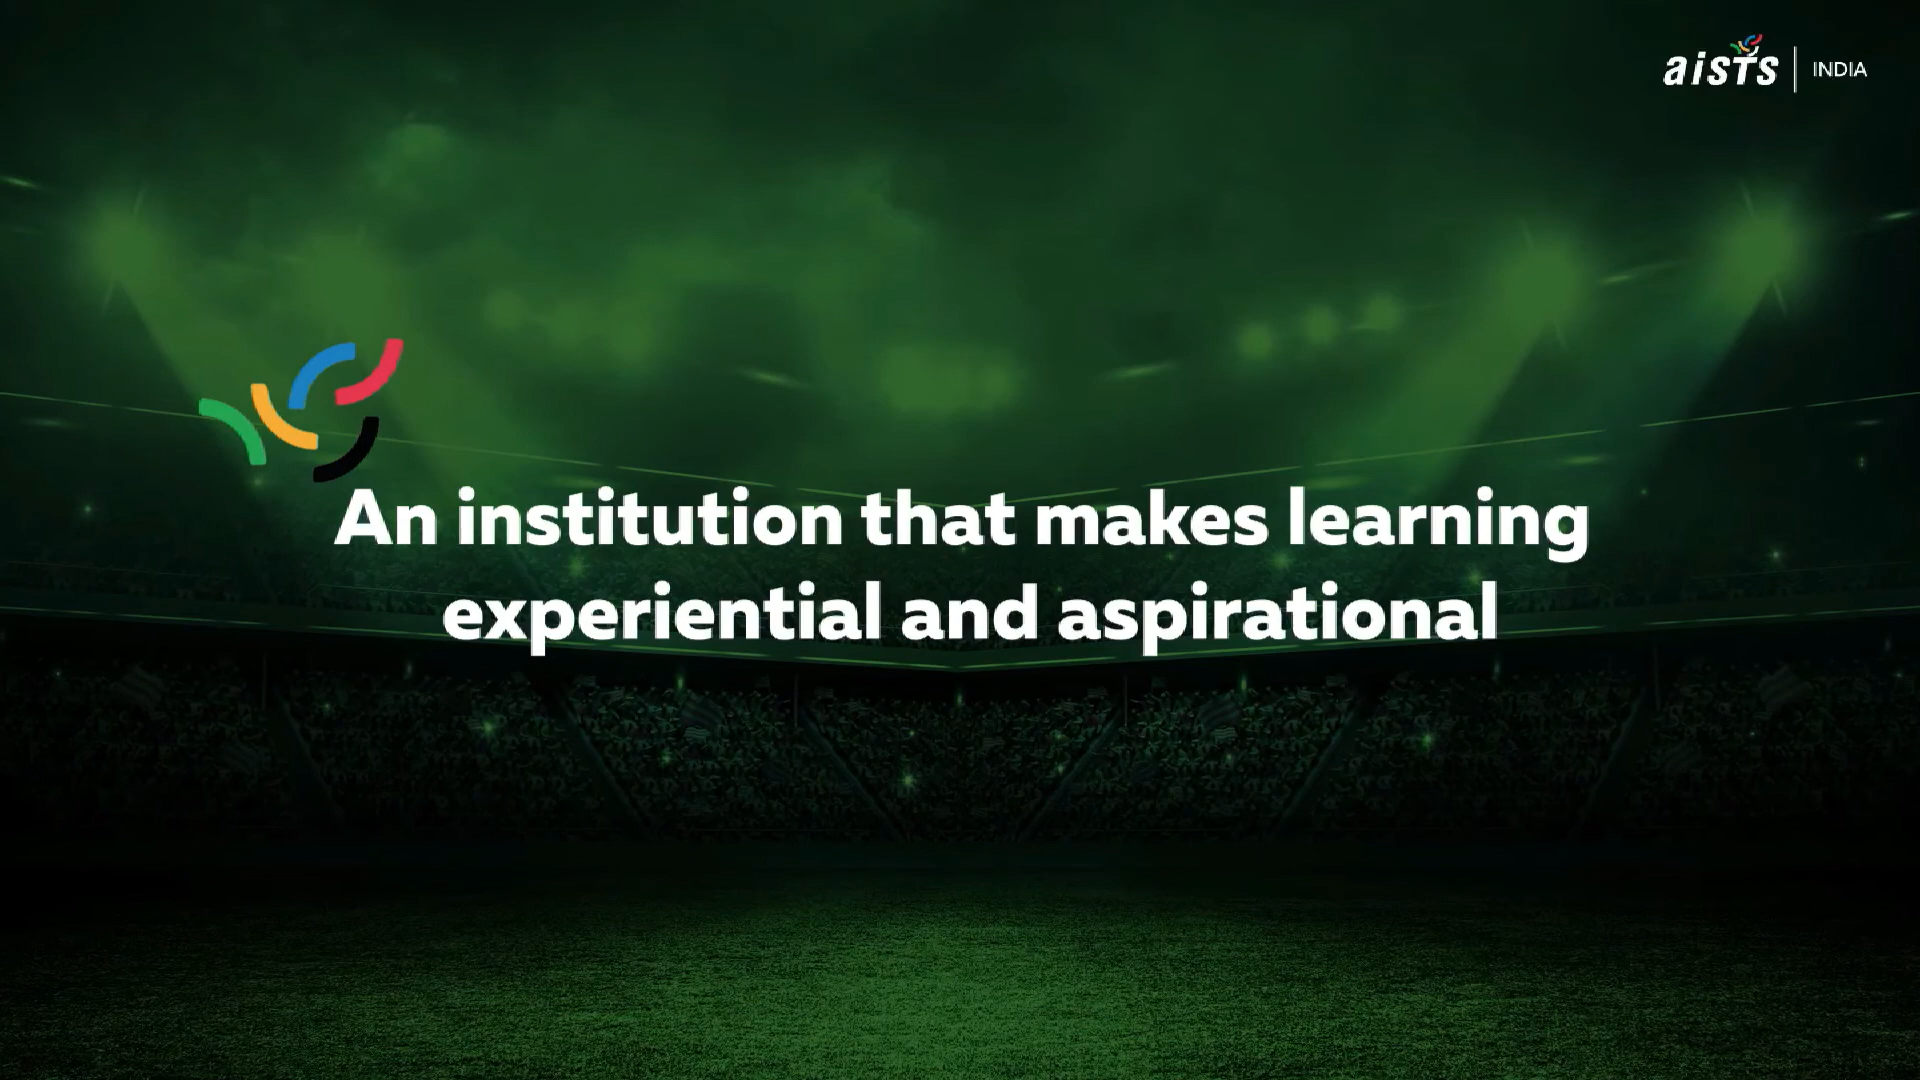 aisTs | INDIA
An institution that makes learning
experiential and aspirational